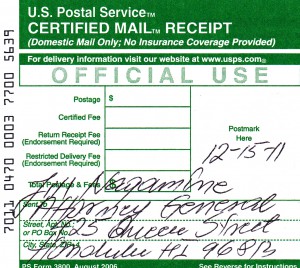 U.S. Postal Service™
CERTIFIED MAIL™ RECEIPT
(Domestic Mail Only; No Insurance Coverage Provided)
For delivery information visit our website at www.usps.com®
OFFICIAL USE
7011 0470 0003 7700 5639
Postage $
Certified Fee
Return Receipt Fee
(Endorsement Required)
Restricted Delivery Fee
(Endorsement Required)
Total Postage & Fees $
Postmark
Here
12-15-11
Sent To
Attorney General
Street, Apt. No.;
or PO Box No.
425 Queen Street
City, State, ZIP+4
Honolulu HI 96812
PS Form 3800, August 2006
See Reverse for Instructions